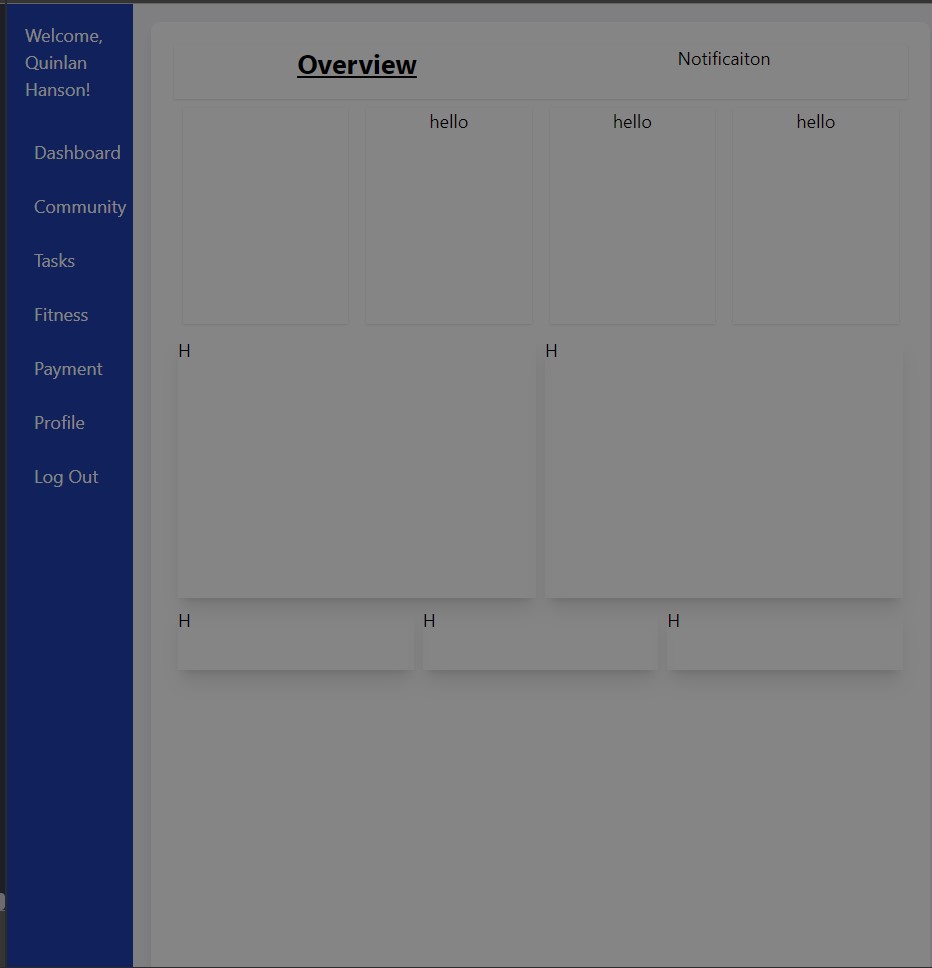 Welcome,
Quinlan
Hanson!
Dashboard
Community
Tasks
Fitness
Payment
Profile
Log Out
Overview
Notificaiton
hello
hello
hello
H
H
H
H
H